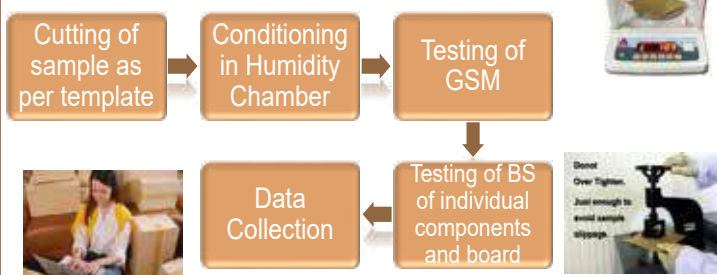 Cutting of
sample as
per template
Conditioning
in Humidity
Chamber
Testing of
GSM
Testing of BS
of individual
components
and board
Data
Collection
Donot
Over Tighten.
Just enough to
avoid sample
slippage.